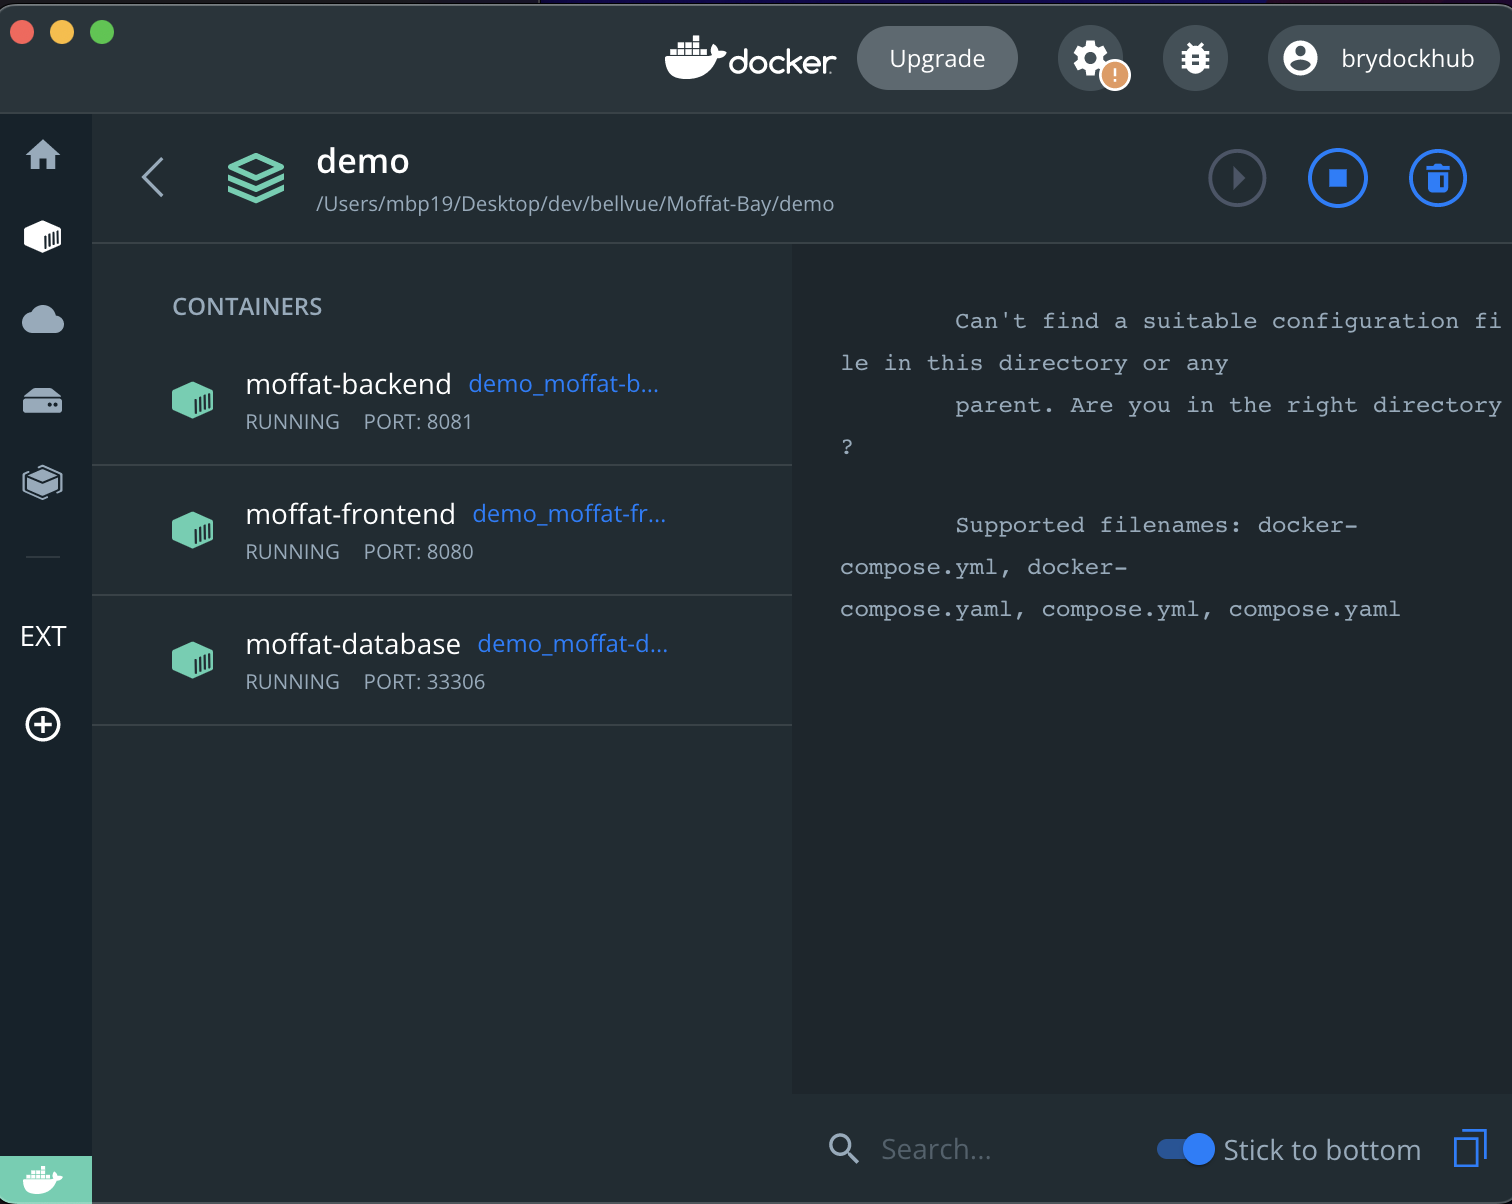 docker
Upgrade
!
brydockhub
demo
/Users/mbp19/Desktop/dev/bellvue/Moffat-Bay/demo
CONTAINERS
moffat-backend demo_moffat-b...
RUNNING PORT: 8081
moffat-frontend demo_moffat-fr...
RUNNING PORT: 8080
moffat-database demo_moffat-d...
RUNNING PORT: 33306
EXT
Can't find a suitable configuration fi
le in this directory or any
parent. Are you in the right directory
?
Supported filenames: docker-
compose.yml, docker-
compose.yaml, compose.yml, compose.yaml
Search...
Stick to bottom